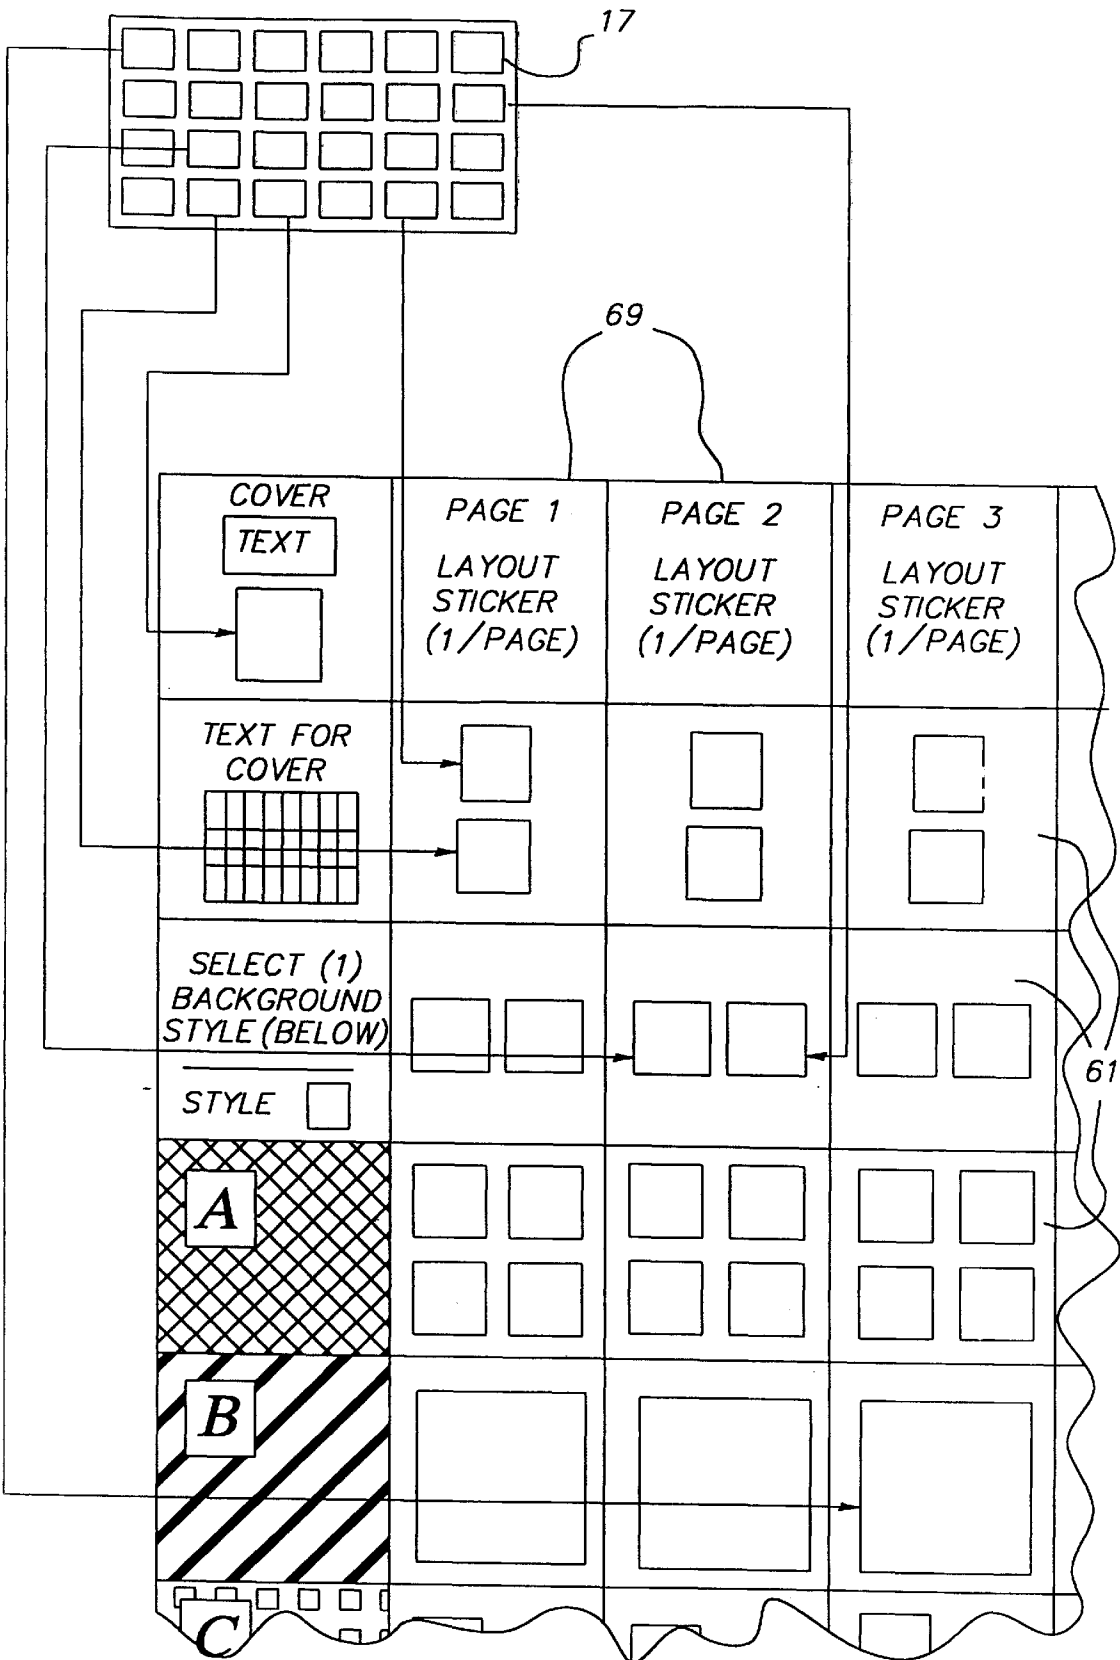 17
69
COVER
TEXT
PAGE 1
LAYOUT
STICKER
(1/PAGE)
PAGE 2
LAYOUT
STICKER
(1/PAGE)
PAGE 3
LAYOUT
STICKER
(1/PAGE)
TEXT FOR
COVER
SELECT (1)
BACKGROUND
STYLE (BELOW)
STYLE
61
A
B
C